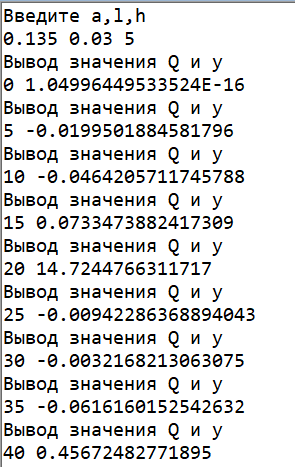 Введите a,l,h
0.135 0.03 5
Вывод значения Q и y
0 1.04996449533524E-16
Вывод значения Q и y
5 -0.0199501884581796
Вывод значения Q и y
10 -0.0464205711745788
Вывод значения Q и y
15 0.0733473882417309
Вывод значения Q и y
20 14.7244766311717
Вывод значения Q и y
25 -0.00942286368894043
Вывод значения Q и y
30 -0.0032168213063075
Вывод значения Q и y
35 -0.0616160152542632
Вывод значения Q и y
40 0.45672482771895